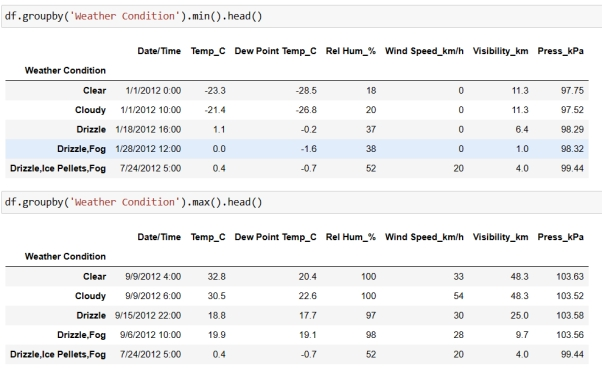 df.groupby('Weather Condition').min().head()
Date/Time Temp_C Dew Point Temp_C Rel Hum_% Wind Speed_km/h Visibility_km Press_kPa
Weather Condition
Clear 1/1/2012 0:00 -23.3 -28.5 18 0 11.3 97.75
Cloudy 1/1/2012 10:00 -21.4 -26.8 20 0 11.3 97.52
Drizzle 1/18/2012 16:00 1.1 -0.2 37 0 6.4 98.29
Drizzle,Fog 1/28/2012 12:00 0.0 -1.6 38 0 1.0 98.32
Drizzle,Ice Pellets,Fog 7/24/2012 5:00 0.4 -0.7 52 20 4.0 99.44
df.groupby('Weather Condition').max().head()
Date/Time Temp_C Dew Point Temp_C Rel Hum_% Wind Speed_km/h Visibility_km Press_kPa
Weather Condition
Clear 9/9/2012 4:00 32.8 20.4 100 33 48.3 103.63
Cloudy 9/9/2012 6:00 30.5 22.6 100 54 48.3 103.52
Drizzle 9/15/2012 22:00 18.8 17.7 97 30 25.0 103.58
Drizzle,Fog 9/6/2012 10:00 19.9 19.1 98 28 9.7 103.56
Drizzle,Ice Pellets,Fog 7/24/2012 5:00 0.4 -0.7 52 20 4.0 99.44